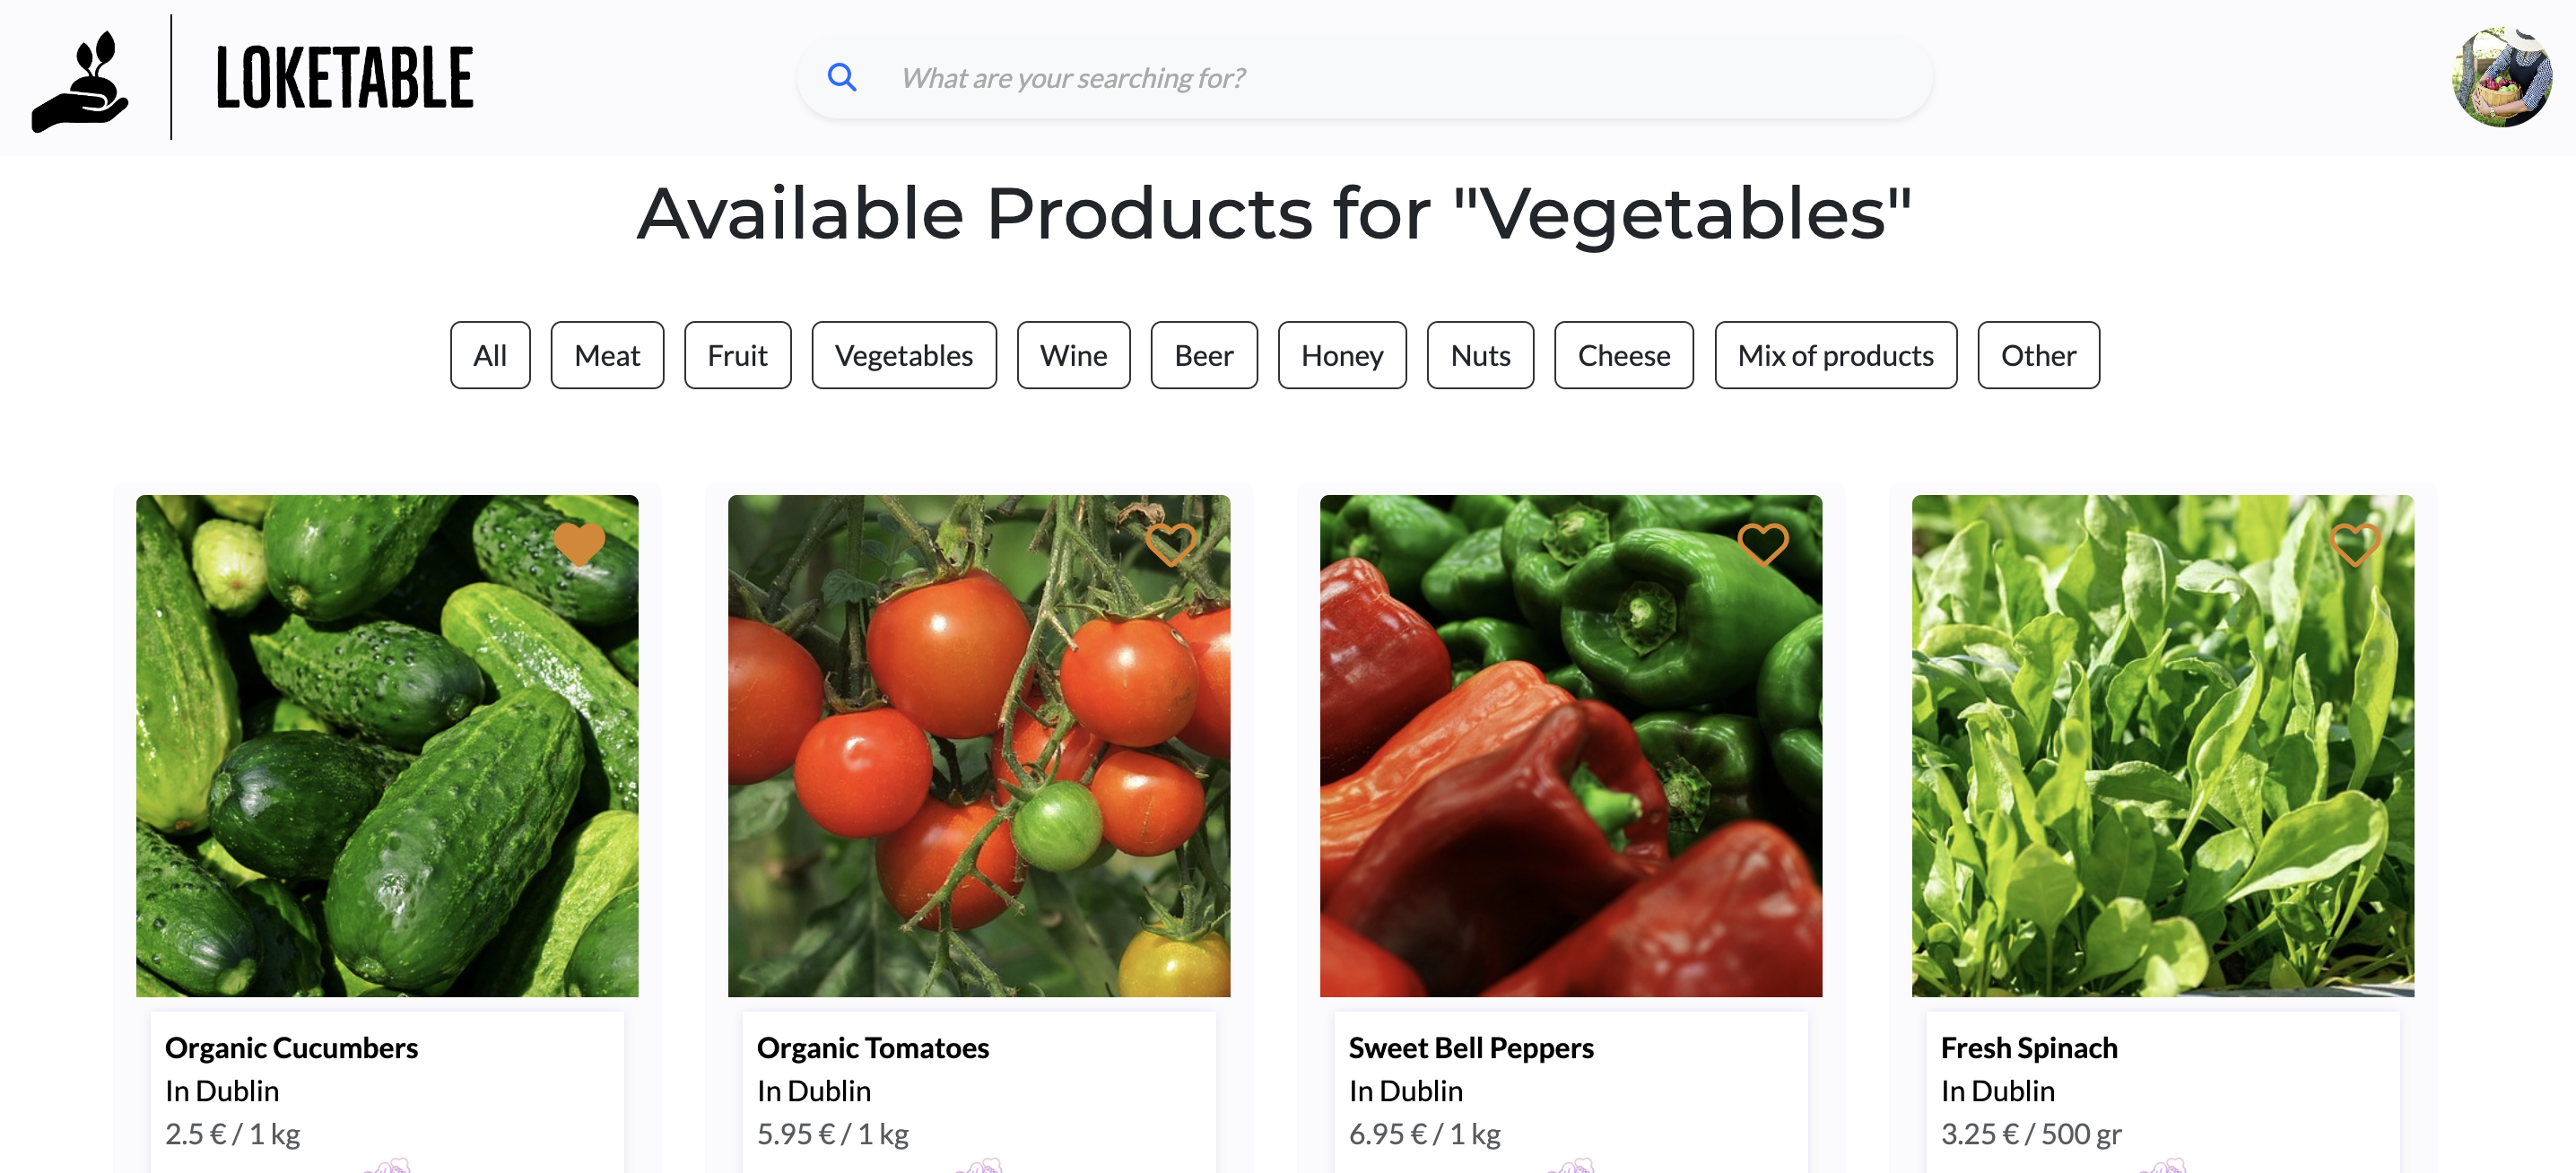 LOKETABLE
What are your searching for?
Available Products for "Vegetables"
All Meat Fruit Vegetables Wine Beer Honey Nuts Cheese Mix of products Other
Organic Cucumbers
In Dublin
2.5 € / 1 kg
Organic Tomatoes
In Dublin
5.95 € / 1 kg
Sweet Bell Peppers
In Dublin
6.95 € / 1 kg
Fresh Spinach
In Dublin
3.25 € / 500 gr